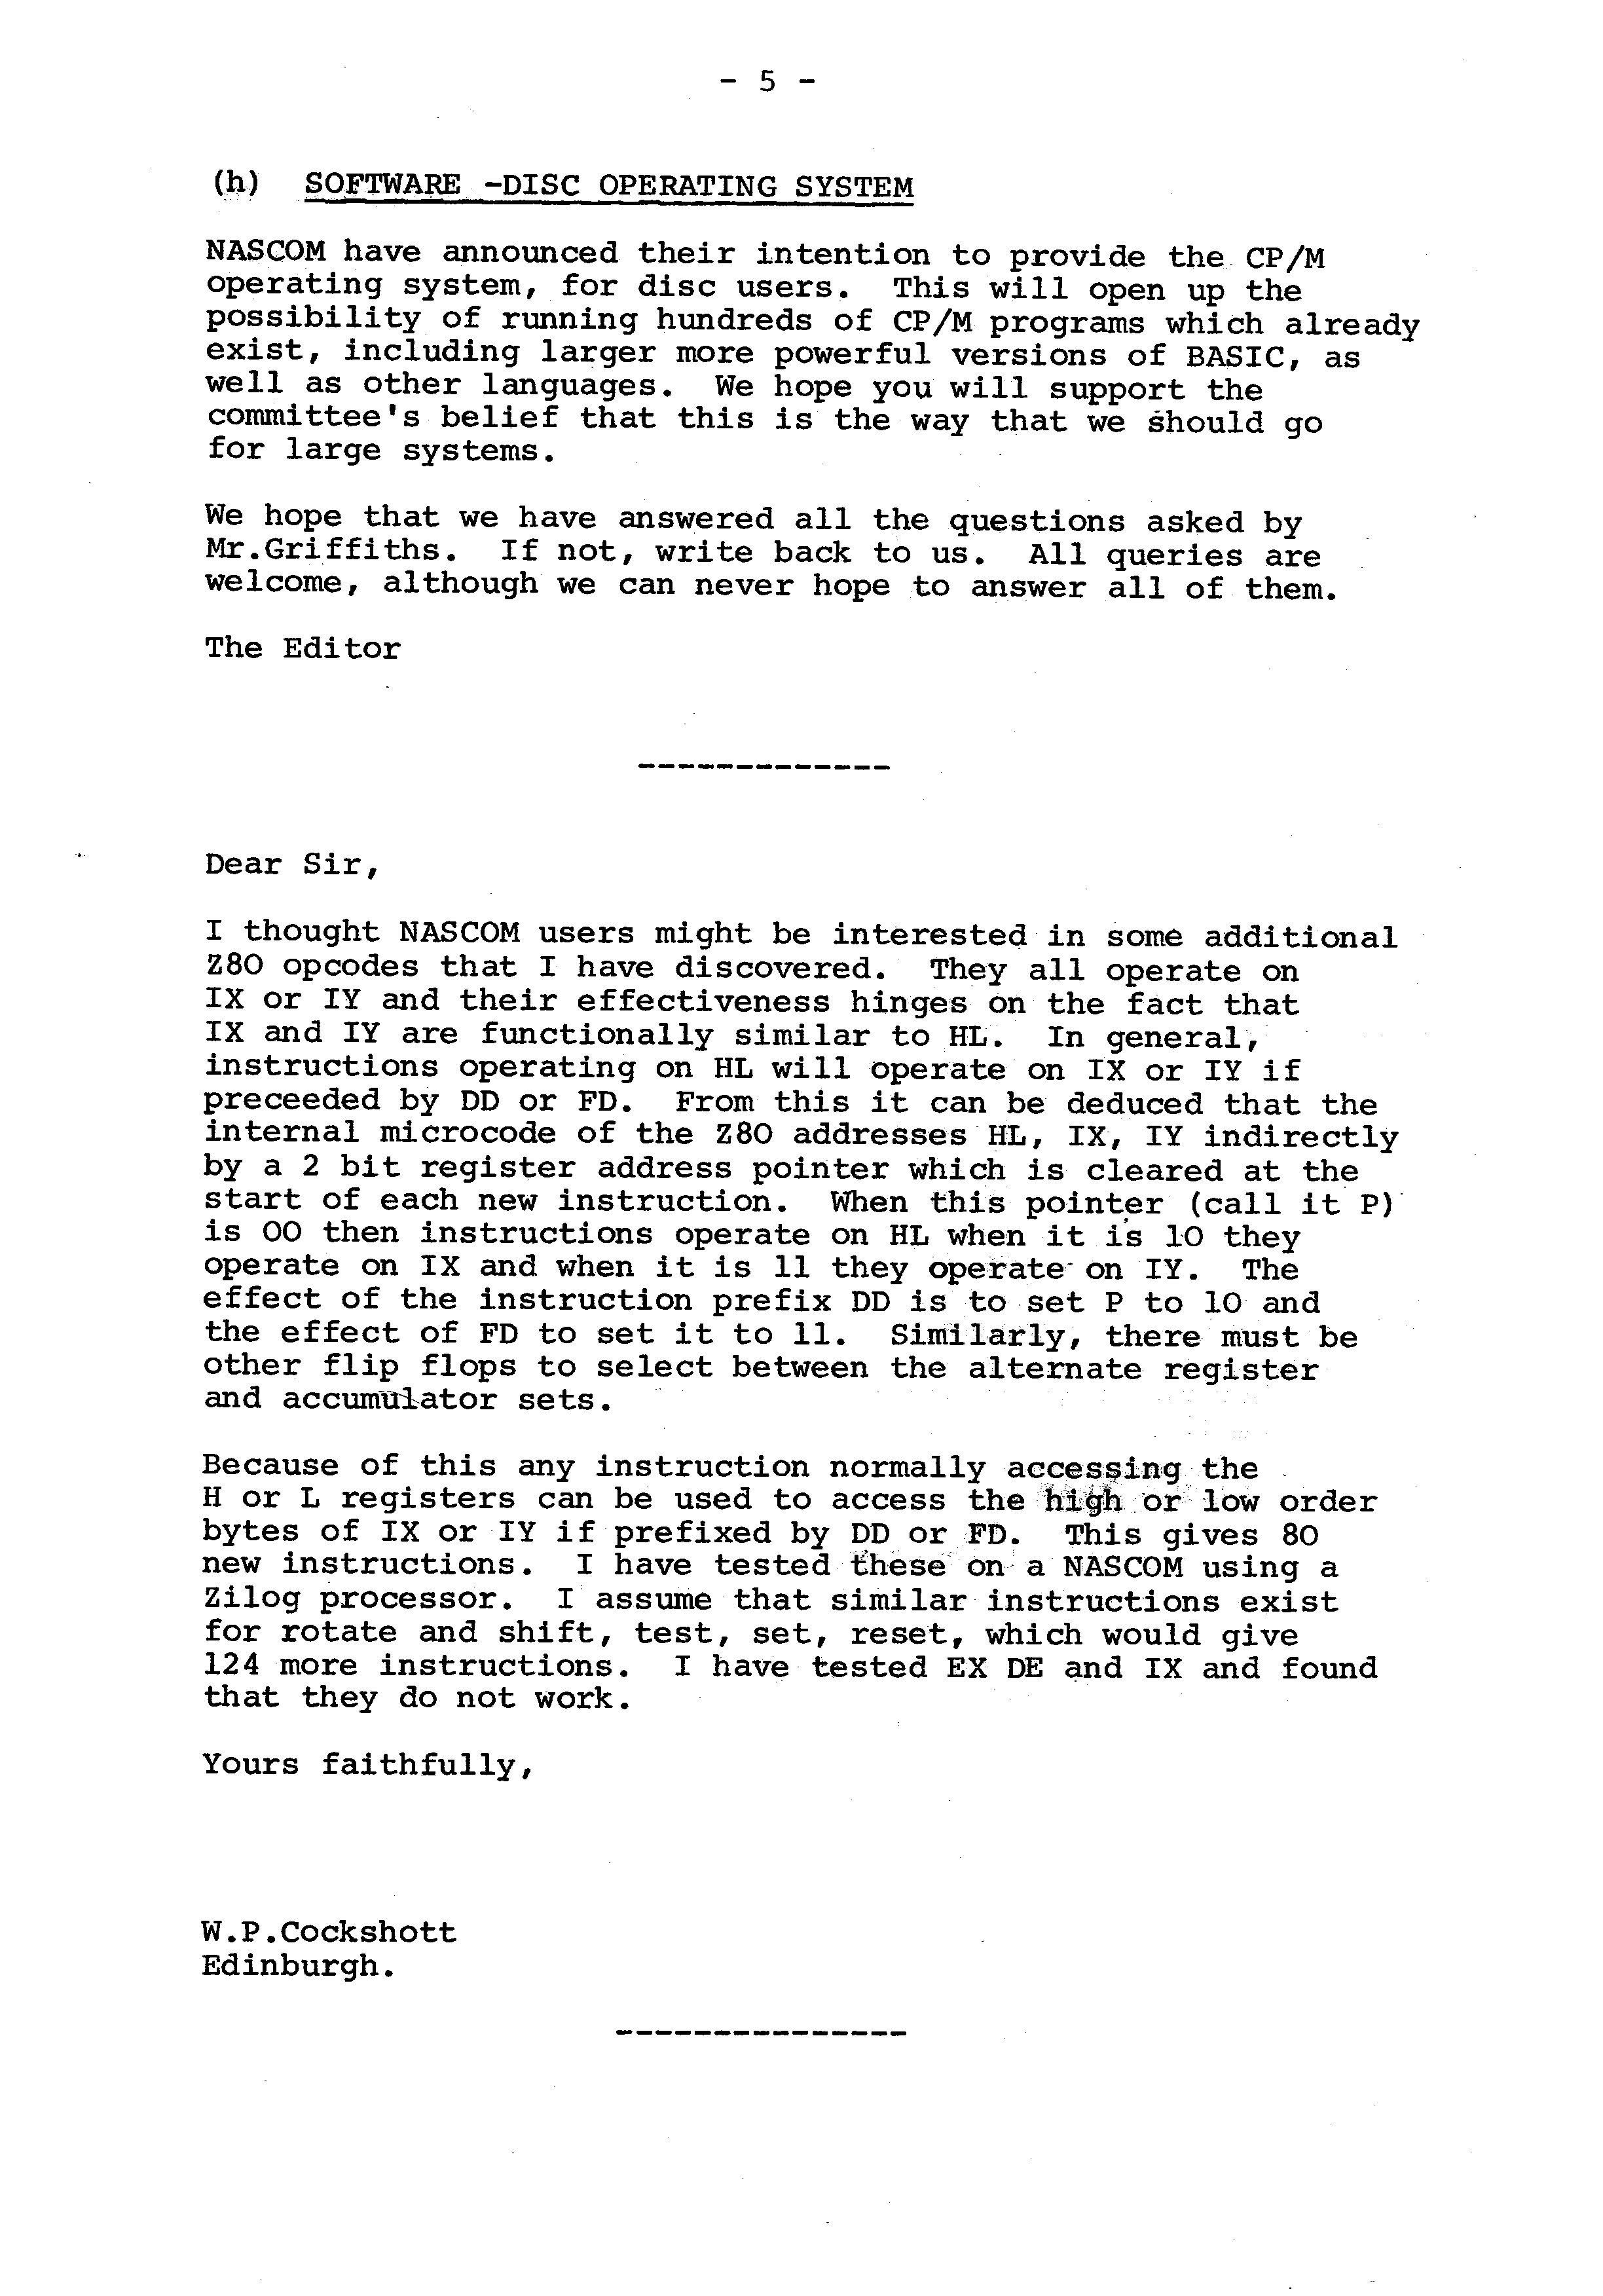 - 5 -
(h) SOFTWARE -DISC OPERATING SYSTEM
NASCOM have announced their intention to provide the CP/M
operating system, for disc users. This will open up the
possibility of running hundreds of CP/M programs which already
exist, including larger more powerful versions of BASIC, as
well as other languages. We hope you will support the
committee's belief that this is the way that we should go
for large systems.
We hope that we have answered all the questions asked by
Mr.Griffiths. If not, write back to us. All queries are
welcome, although we can never hope to answer all of them.
The Editor
-------------
Dear Sir,
I thought NASCOM users might be interested in some additional
Z80 opcodes that I have discovered. They all operate on
IX or IY and their effectiveness hinges on the fact that
IX and IY are functionally similar to HL. In general,
instructions operating on HL will operate on IX or IY if
preceeded by DD or FD. From this it can be deduced that the
internal microcode of the Z80 addresses HL, IX, IY indirectly
by a 2 bit register address pointer which is cleared at the
start of each new instruction. When this pointer (call it P)
is 00 then instructions operate on HL when it is 10 they
operate on IX and when it is 11 they operate on IY. The
effect of the instruction prefix DD is to set P to 10 and
the effect of FD to set it to 11. Similarly, there must be
other flip flops to select between the alternate register
and accumulator sets.
Because of this any instruction normally accessing the
H or L registers can be used to access the high or low order
bytes of IX or IY if prefixed by DD or FD. This gives 80
new instructions. I have tested these on a NASCOM using a
Zilog processor. I assume that similar instructions exist
for rotate and shift, test, set, reset, which would give
124 more instructions. I have tested EX DE and IX and found
that they do not work.
Yours faithfully,
W.P.Cockshott
Edinburgh.
---------------